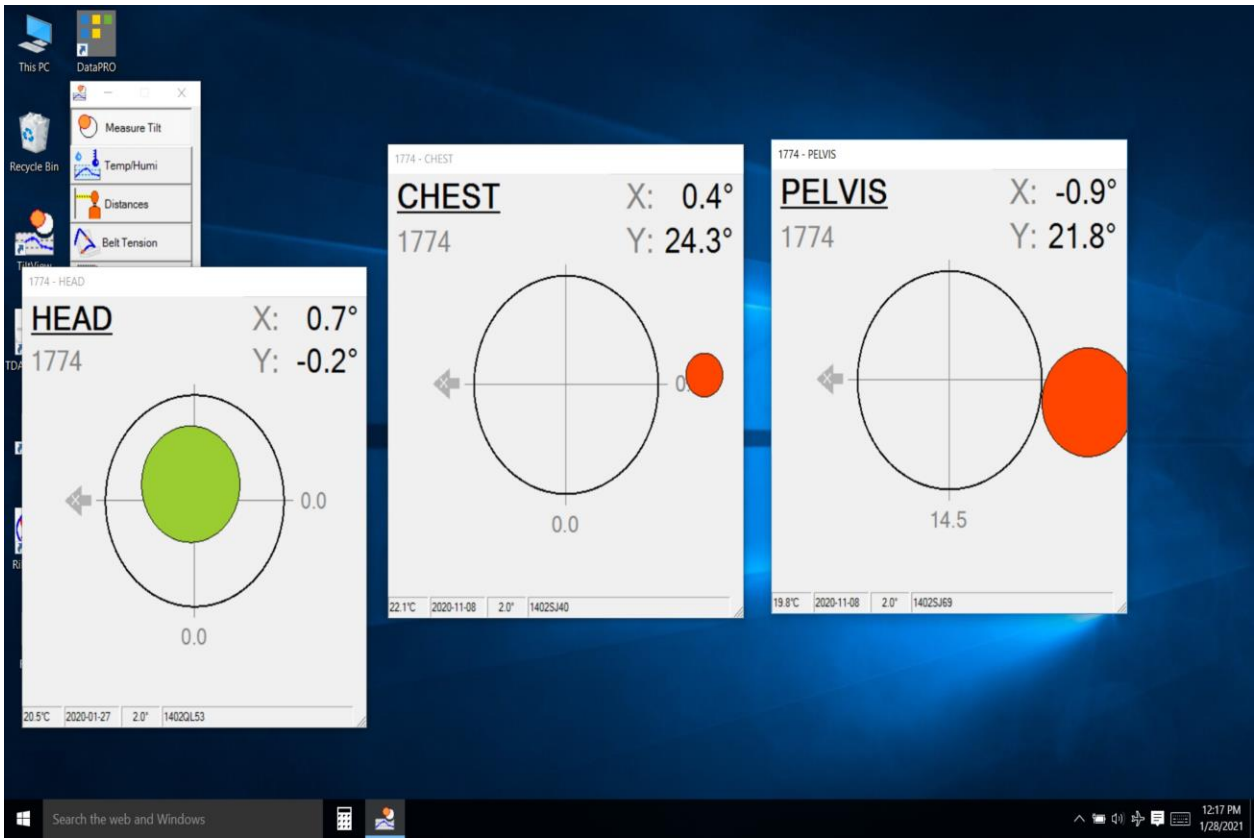 This PC
DataPRO
Measure Tilt
Recycle Bin
Temp/Humi
Distances
Belt Tension
1774 - HEAD
HEAD
X: 0.7°
1774
Y: -0.2°
0.0
0.0
20.5°C 2020-01-27 2.0° 1402QL53
1774 - CHEST
CHEST
X: 0.4°
1774
Y: 24.3°
0.0
22.1°C 2020-11-08 2.0° 1402SJ40
1774 - PELVIS
PELVIS
X: -0.9°
1774
Y: 21.8°
14.5
19.8°C 2020-11-08 2.0° 1402SJ69
Search the web and Windows
12:17 PM
1/28/2021